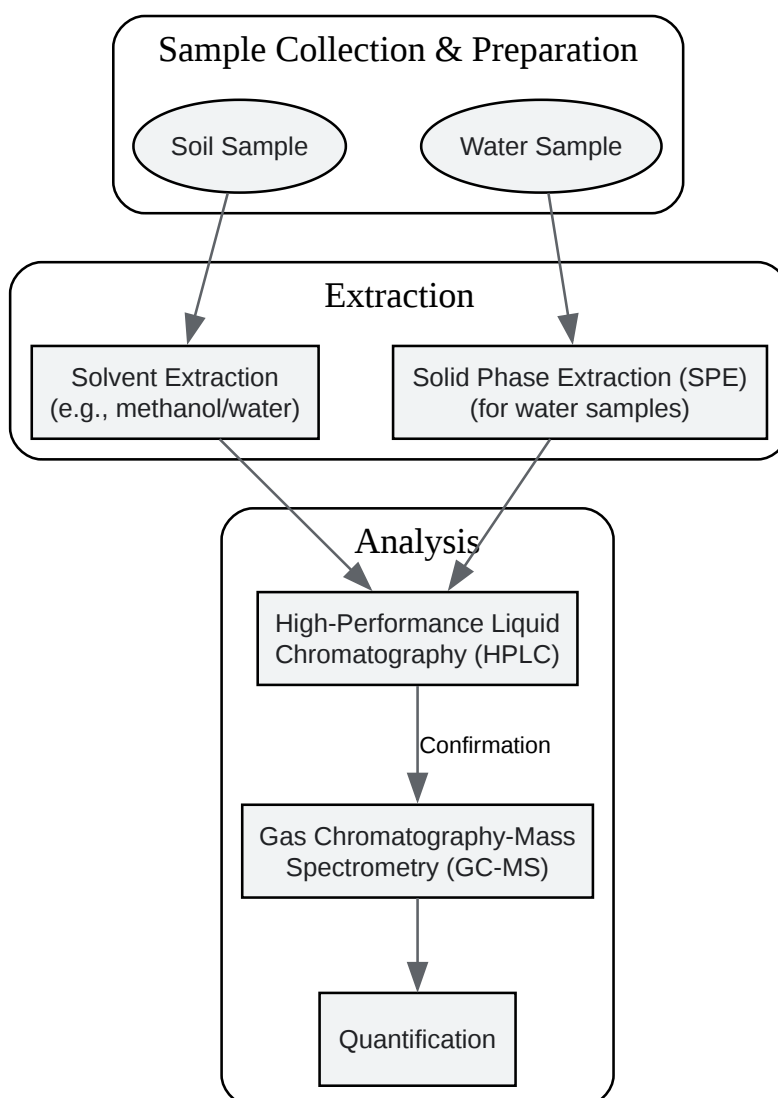 Sample Collection & Preparation
Soil Sample
Water Sample
Extraction
Solvent Extraction
(e.g., methanol/water)
Solid Phase Extraction (SPE)
(for water samples)
Analysis
High-Performance Liquid
Chromatography (HPLC)
Confirmation
Gas Chromatography-Mass
Spectrometry (GC-MS)
Quantification